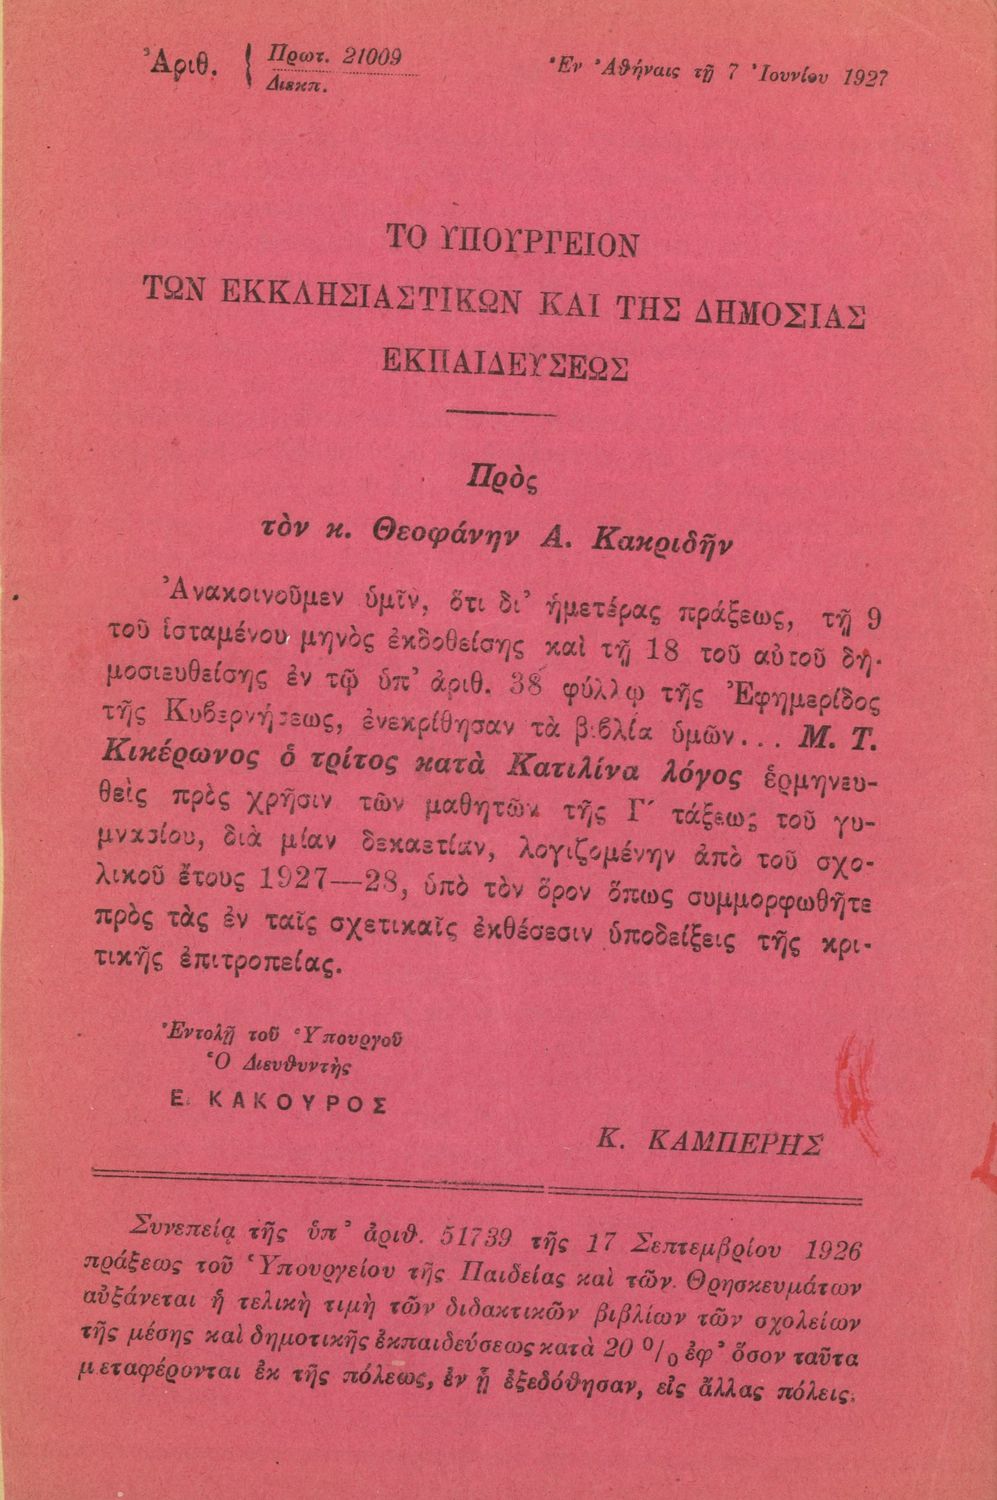 Ἀριθ. { Πρωτ. 21009
Διεκπ.
Ἐν Ἀθήναις τῇ 7 Ἰουνίου 1927
ΤΟ ΥΠΟΥΡΓΕΙΟΝ
ΤΩΝ ΕΚΚΛΗΣΙΑΣΤΙΚΩΝ ΚΑΙ ΤΗΣ ΔΗΜΟΣΙΑΣ
ΕΚΠΑΙΔΕΥΣΕΩΣ
Πρὸς
τὸν κ. Θεοφάνην Α. Κακριδῆν
Ἀνακοινοῦμεν ὑμῖν, ὅτι δι’ ἡμετέρας πράξεως, τῇ 9
τοῦ ἱσταμένου μηνὸς ἐκδοθείσης καὶ τῇ 18 τοῦ αὐτοῦ δη-
μοσιευθείσης ἐν τῷ ὑπ’ ἀριθ. 38 φύλλῳ τῆς Ἐφημερίδος
τῆς Κυβερνήσεως, ἐνεκρίθησαν τὰ βιβλία ὑμῶν... Μ. Τ.
Κικέρωνος ὁ τρίτος κατὰ Κατιλίνα λόγος ἑρμηνευ-
θεὶς πρὸς χρῆσιν τῶν μαθητῶν τῆς Γ΄ τάξεως τοῦ γυ-
μνασίου, διὰ μίαν δεκαετίαν, λογιζομένην ἀπὸ τοῦ σχο-
λικοῦ ἔτους 1927—28, ὑπὸ τὸν ὅρον ὅπως συμμορφωθῆτε
πρὸς τὰς ἐν ταῖς σχετικαῖς ἐκθέσεσιν ὑποδείξεις τῆς κρι-
τικῆς ἐπιτροπείας.
Ἐντολῇ τοῦ Ὑπουργοῦ
Ὁ Διευθυντὴς
Ε. ΚΑΚΟΥΡΟΣ
Κ. ΚΑΜΠΕΡΗΣ
Συνεπείᾳ τῆς ὑπ’ ἀριθ. 51739 τῆς 17 Σεπτεμβρίου 1926
πράξεως τοῦ Ὑπουργείου τῆς Παιδείας καὶ τῶν Θρησκευμάτων
αὐξάνεται ἡ τελικὴ τιμὴ τῶν διδακτικῶν βιβλίων τῶν σχολείων
τῆς μέσης καὶ δημοτικῆς ἐκπαιδεύσεως κατὰ 20 % ἐφ’ ὅσον ταῦτα
μεταφέρονται ἐκ τῆς πόλεως, ἐν ᾗ ἐξεδόθησαν, εἰς ἄλλας πόλεις.